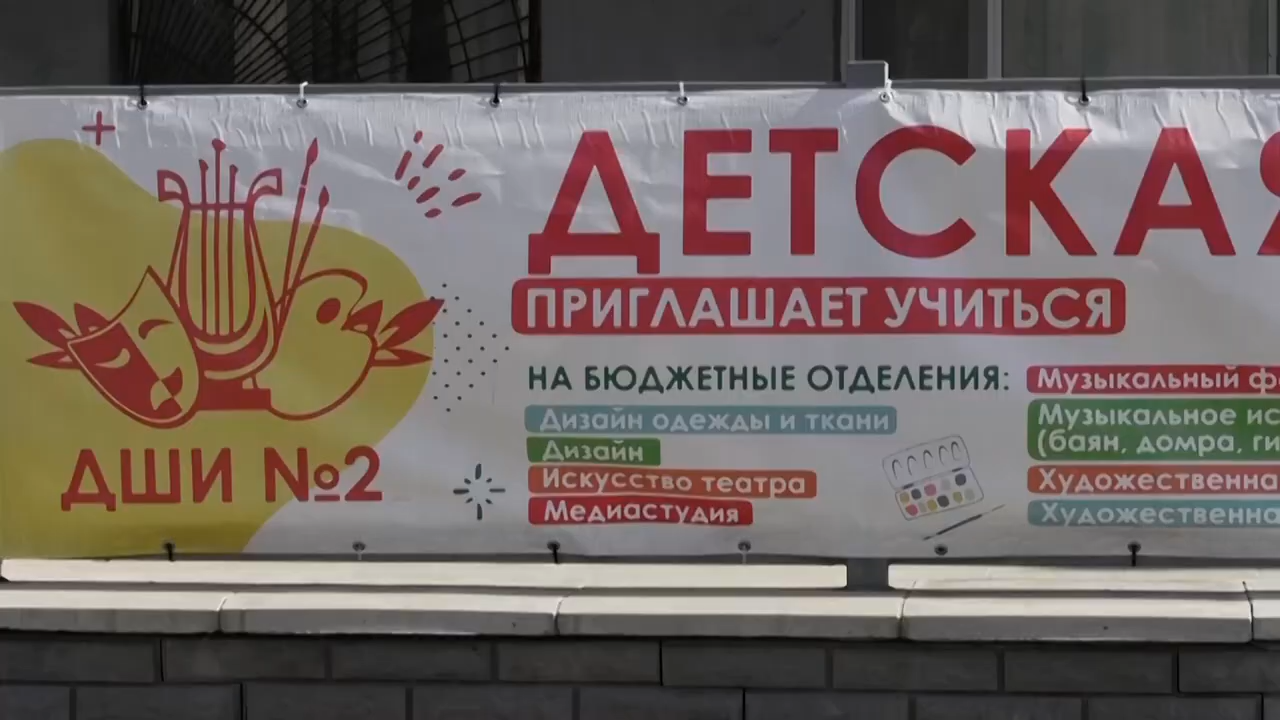 ДЕТСКАЯ
ПРИГЛАШАЕТ УЧИТЬСЯ
НА БЮДЖЕТНЫЕ ОТДЕЛЕНИЯ:
Дизайн одежды и ткани
Дизайн
Искусство театра
Медиастудия
Музыкальный ф
Музыкальное ис
(баян, домра, ги
Художественна
Художественно
ДШИ №2